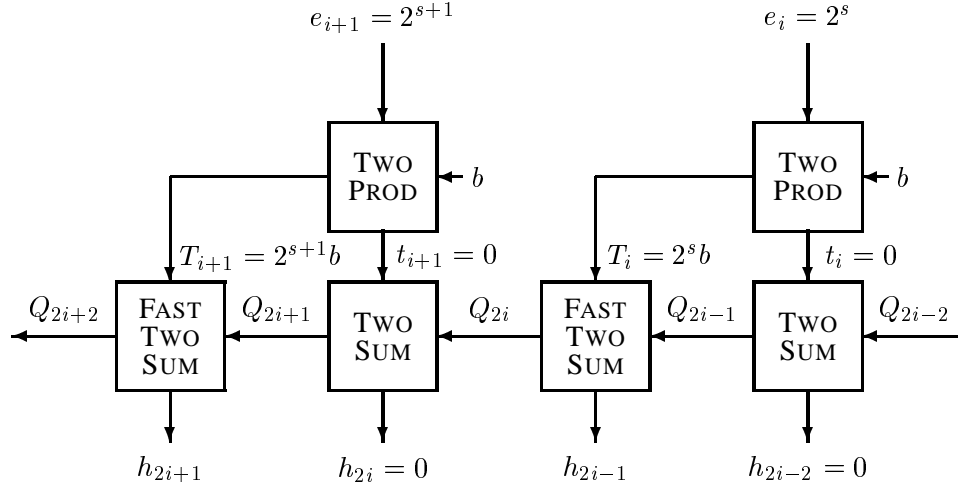 e_{i+1} = 2^{s+1}
e_i = 2^s
TWO
PROD
b
TWO
PROD
b
T_{i+1} = 2^{s+1}b
t_{i+1} = 0
T_i = 2^s b
t_i = 0
Q_{2i+2}
FAST
TWO
SUM
Q_{2i+1}
TWO
SUM
Q_{2i}
FAST
TWO
SUM
Q_{2i−1}
TWO
SUM
Q_{2i−2}
h_{2i+1}
h_{2i} = 0
h_{2i−1}
h_{2i−2} = 0